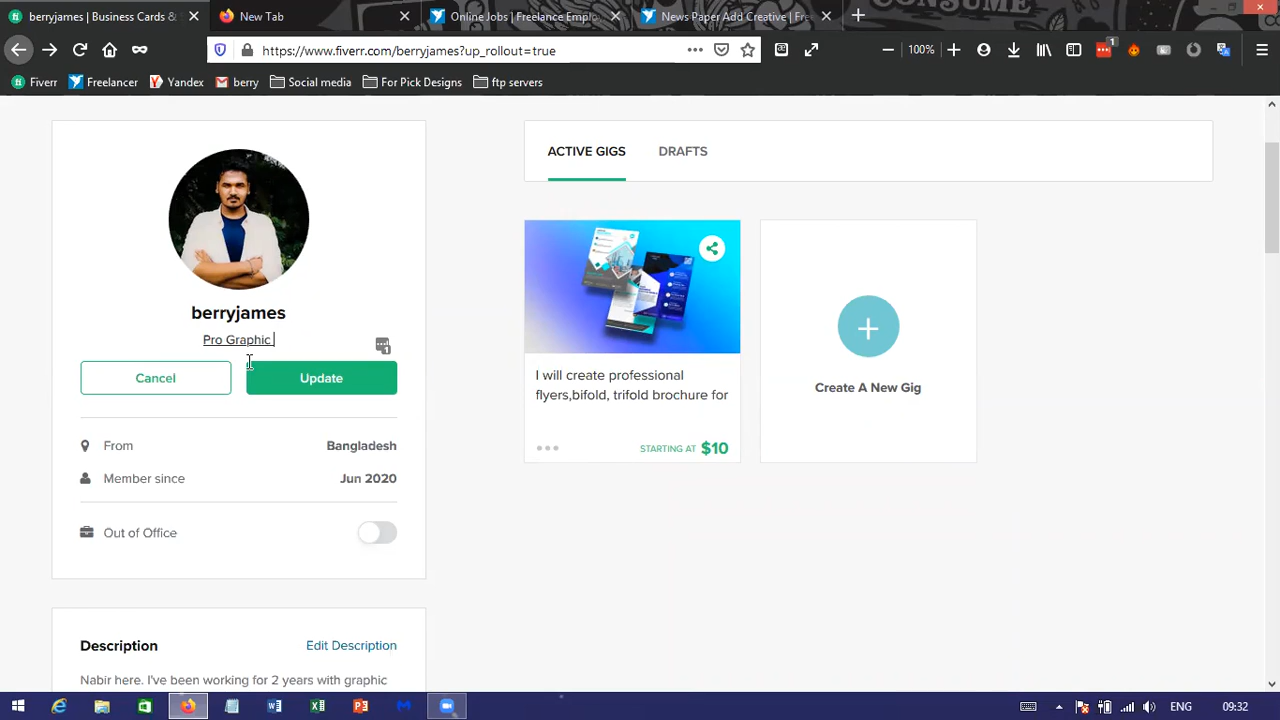 berryjames | Business Cards &
New Tab
Online Jobs | Freelance Emplo
News Paper Add Creative | Fre
https://www.fiverr.com/berryjames?up_rollout=true
100%
1
Fiverr
Freelancer
Yandex
berry
Social media
For Pick Designs
ftp servers
berryjames
Pro Graphic
1
Cancel
Update
From
Bangladesh
Member since
Jun 2020
Out of Office
Description
Edit Description
Nabir here. I've been working for 2 years with graphic
ACTIVE GIGS
DRAFTS
I will create professional
flyers,bifold, trifold brochure for
STARTING AT $10
Create A New Gig
ENG
09:32